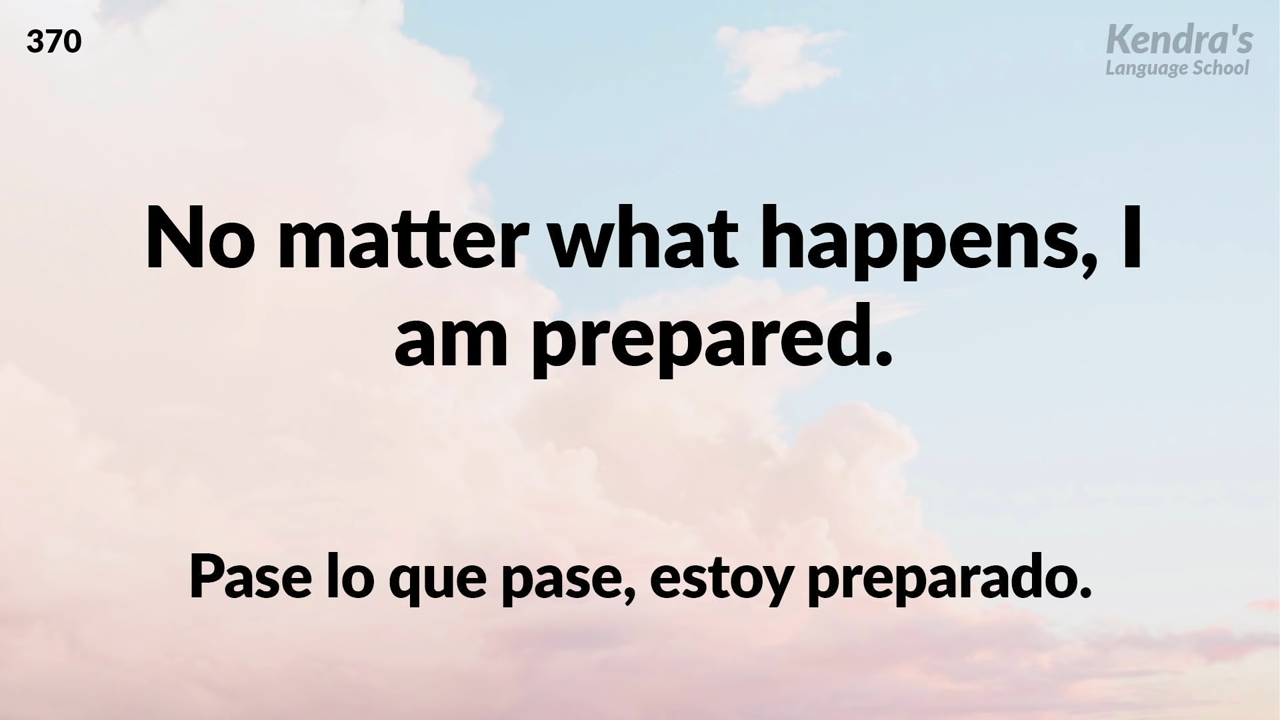 370
Kendra's
Language School
No matter what happens, I
am prepared.
Pase lo que pase, estoy preparado.